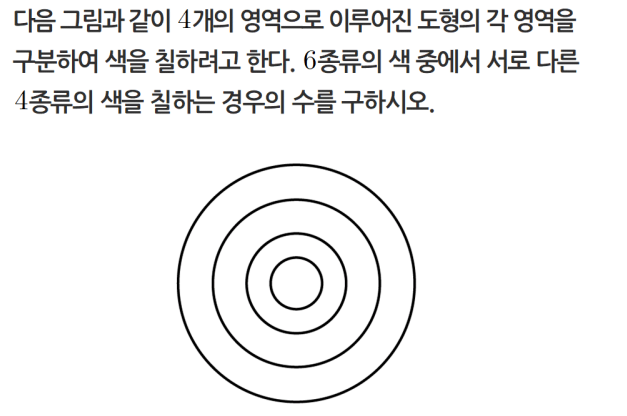 다음 그림과 같이 4개의 영역으로 이루어진 도형의 각 영역을
구분하여 색을 칠하려고 한다. 6종류의 색 중에서 서로 다른
4종류의 색을 칠하는 경우의 수를 구하시오.